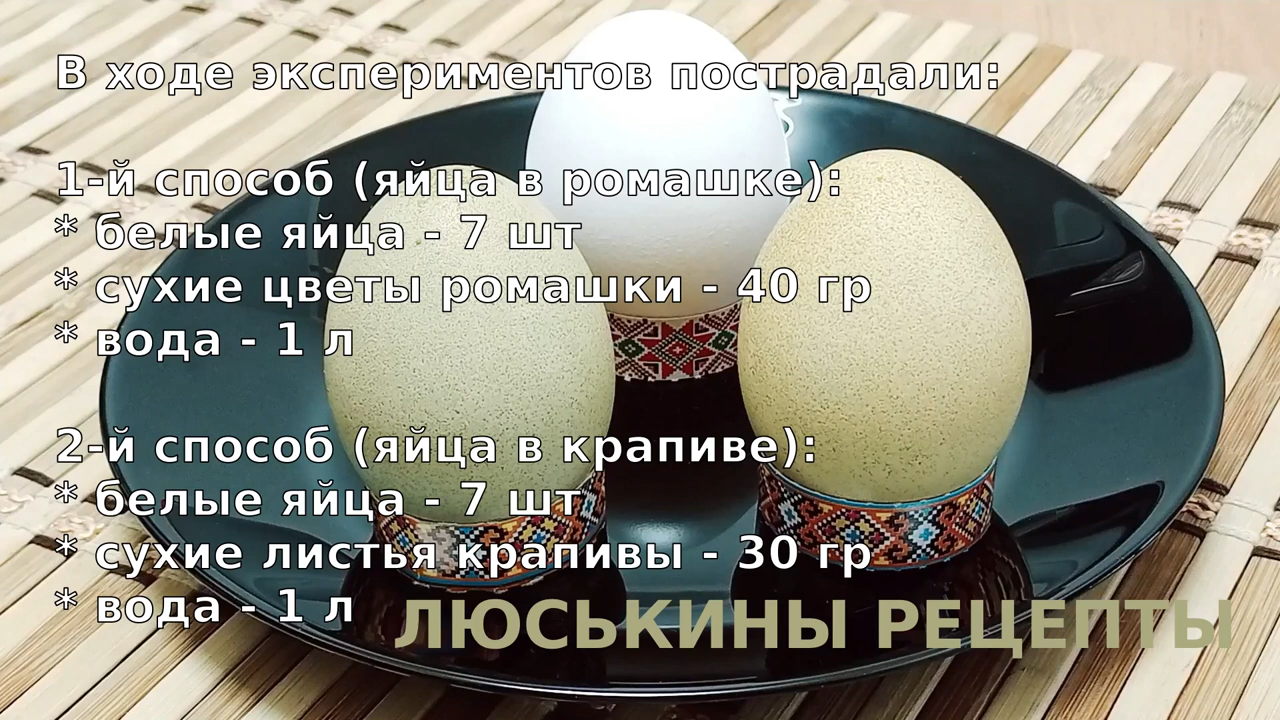 В ходе экспериментов пострадали:
1-й способ (яйца в ромашке):
* белые яйца - 7 шт
* сухие цветы ромашки - 40 гр
* вода - 1 л
2-й способ (яйца в крапиве):
* белые яйца - 7 шт
* сухие листья крапивы - 30 гр
* вода - 1 л
ЛЮСЬКИНЫ РЕЦЕПТЫ